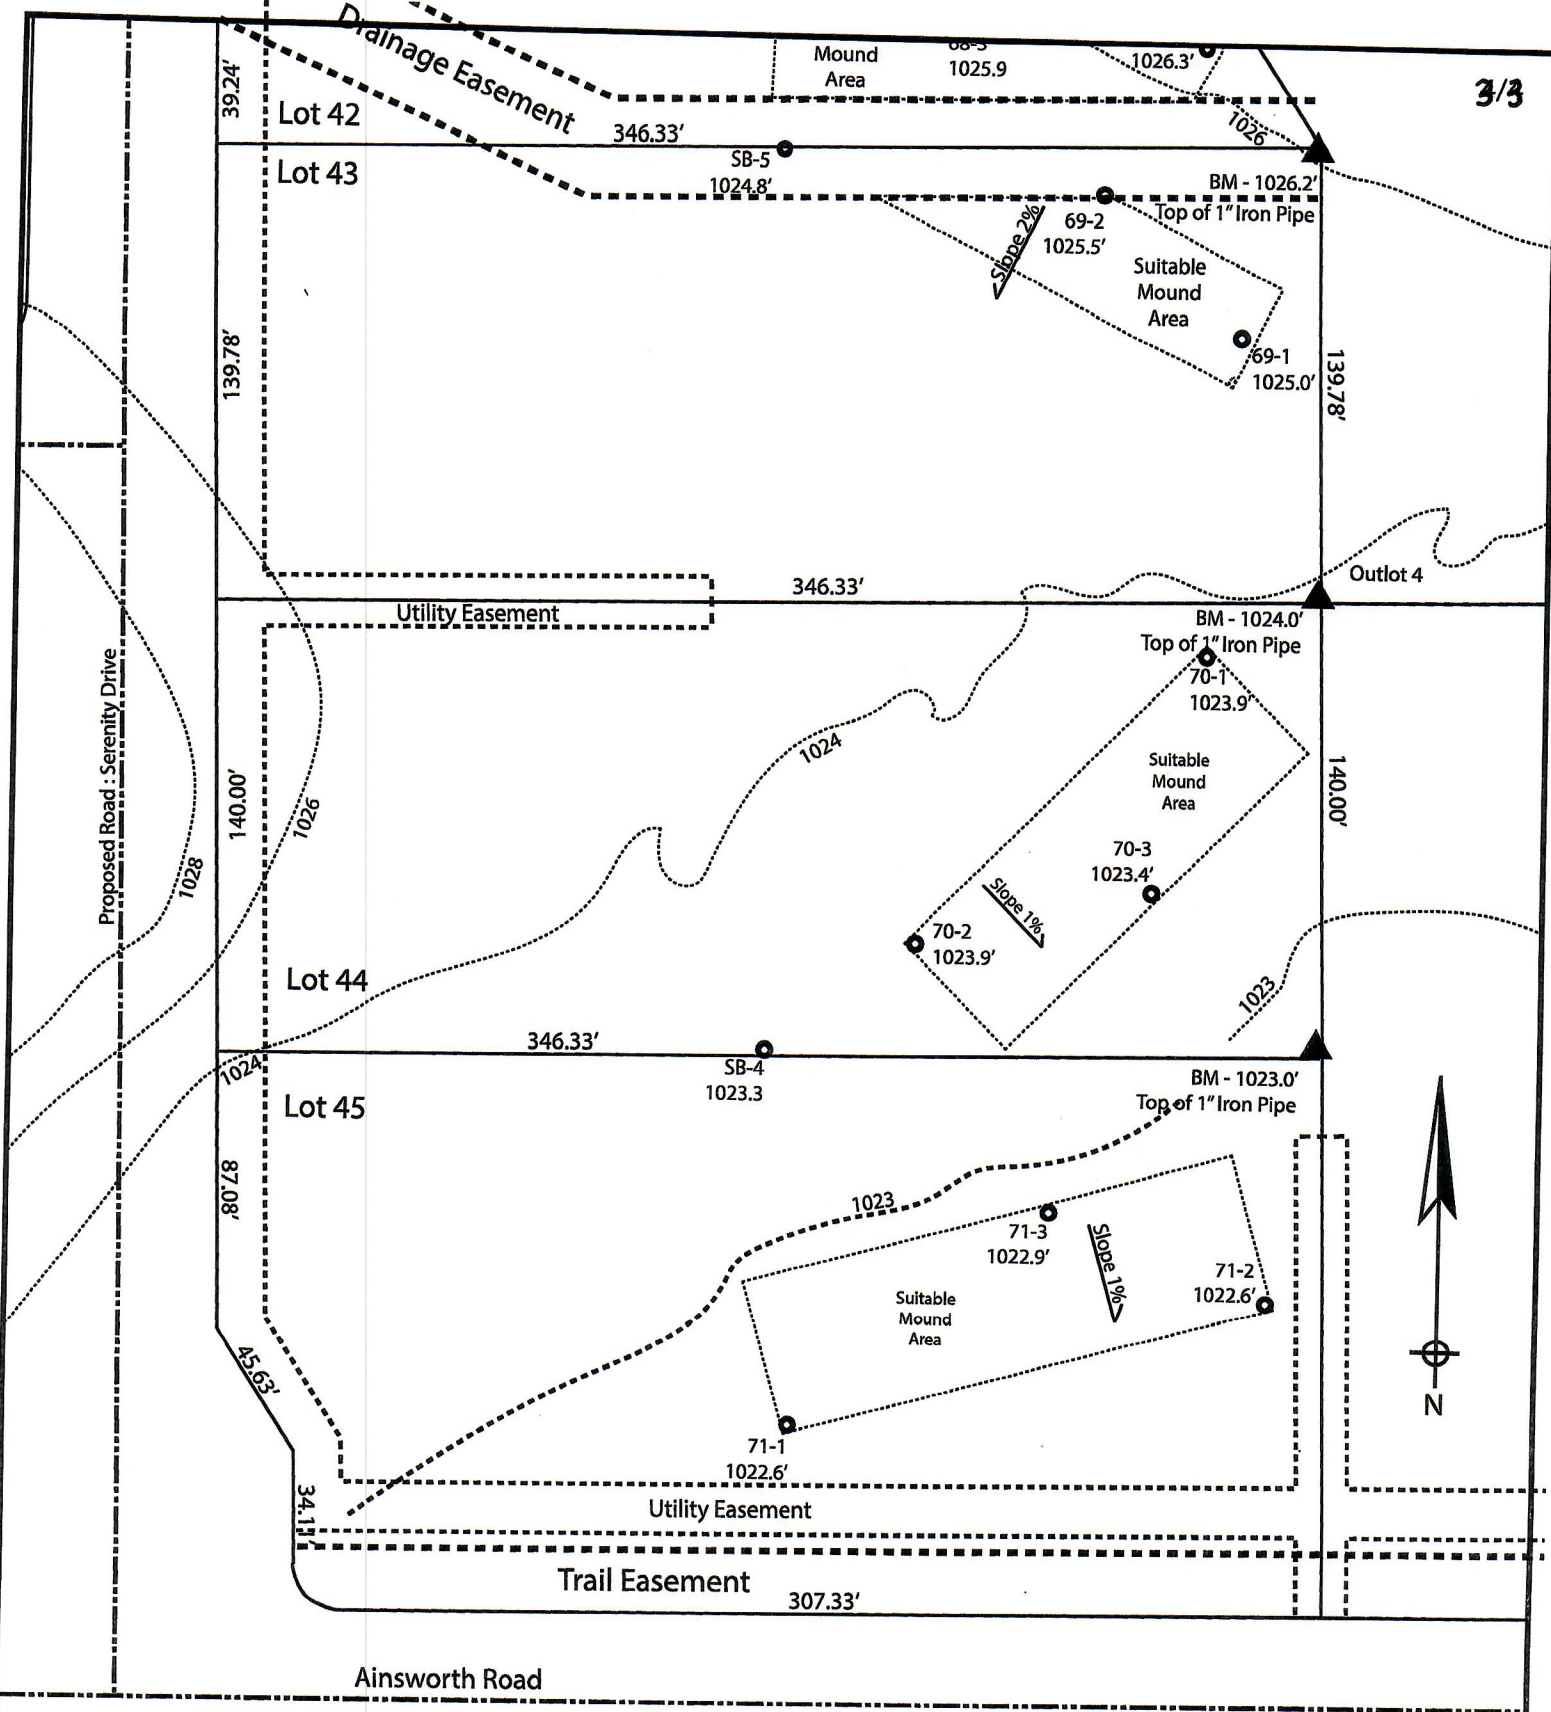 Drainage Easement
Mound
Area
1025.9
1026.3'
39.24'
Lot 42
346.33'
1026
Lot 43
SB-5
1024.8'
BM - 1026.2'
Top of 1" Iron Pipe
69-2
1025.5'
Slope 2%
Suitable
Mound
Area
69-1
1025.0'
139.78'
139.78'
Outlot 4
346.33'
Utility Easement
BM - 1024.0'
Top of 1" Iron Pipe
70-1
1023.9'
Proposed Road : Serenity Drive
1024
Suitable
Mound
Area
140.00'
140.00'
1026
1028
70-3
1023.4'
Slope 1%
70-2
1023.9'
Lot 44
1023
346.33'
1024
SB-4
1023.3
BM - 1023.0'
Top of 1" Iron Pipe
Lot 45
87.08'
1023
71-3
1022.9'
Slope 1%
71-2
1022.6'
Suitable
Mound
Area
45.63'
N
71-1
1022.6'
Utility Easement
Trail Easement
307.33'
Ainsworth Road